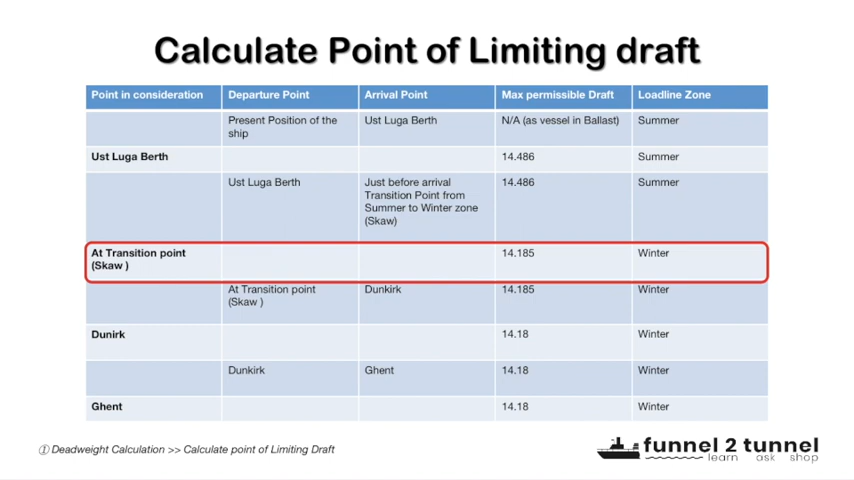 Calculate Point of Limiting draft
Point in consideration Departure Point Arrival Point Max permissible Draft Loadline Zone
Present Position of the Ust Luga Berth N/A (as vessel in Ballast) Summer
ship
Ust Luga Berth 14.486 Summer
Ust Luga Berth Just before arrival 14.486 Summer
Transition Point from
Summer to Winter zone
(Skaw)
At Transition point 14.185 Winter
(Skaw )
At Transition point Dunkirk 14.185 Winter
(Skaw )
Dunirk 14.18 Winter
Dunkirk Ghent 14.18 Winter
Ghent 14.18 Winter
① Deadweight Calculation >> Calculate point of Limiting Draft
funnel 2 tunnel
learn ask shop